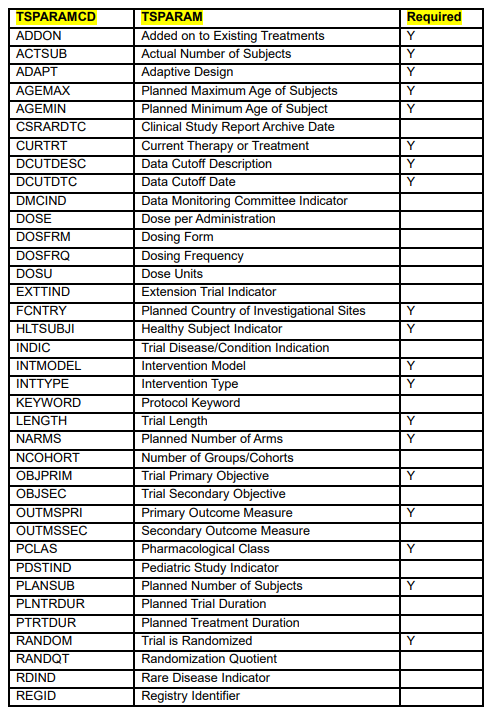 TSPARAMCD TSPARAM Required
ADDON Added on to Existing Treatments Y
ACTSUB Actual Number of Subjects Y
ADAPT Adaptive Design Y
AGEMAX Planned Maximum Age of Subjects Y
AGEMIN Planned Minimum Age of Subject Y
CSRARDTC Clinical Study Report Archive Date
CURTRT Current Therapy or Treatment Y
DCUTDESC Data Cutoff Description Y
DCUTDTC Data Cutoff Date Y
DMCIND Data Monitoring Committee Indicator
DOSE Dose per Administration
DOSFRM Dosing Form
DOSFRQ Dosing Frequency
DOSU Dose Units
EXTTIND Extension Trial Indicator
FCNTRY Planned Country of Investigational Sites Y
HLTSUBJI Healthy Subject Indicator Y
INDIC Trial Disease/Condition Indication
INTMODEL Intervention Model Y
INTTYPE Intervention Type Y
KEYWORD Protocol Keyword
LENGTH Trial Length Y
NARMS Planned Number of Arms Y
NCOHORT Number of Groups/Cohorts
OBJPRIM Trial Primary Objective Y
OBJSEC Trial Secondary Objective
OUTMSPRI Primary Outcome Measure Y
OUTMSSEC Secondary Outcome Measure
PCLAS Pharmacological Class Y
PDSTIND Pediatric Study Indicator
PLANSUB Planned Number of Subjects Y
PLNTRDUR Planned Trial Duration
PTRTDUR Planned Treatment Duration
RANDOM Trial is Randomized Y
RANDQT Randomization Quotient
RDIND Rare Disease Indicator
REGID Registry Identifier